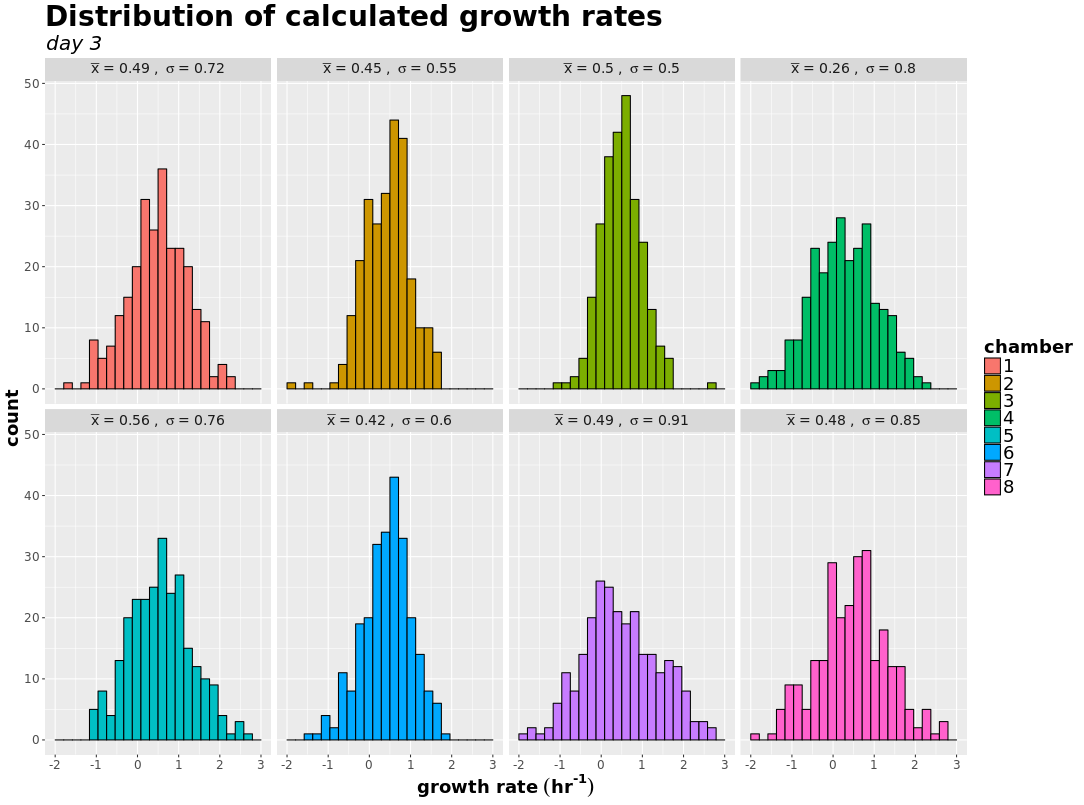 Distribution of calculated growth rates
day 3
x̅ = 0.49 , σ = 0.72
x̅ = 0.45 , σ = 0.55
x̅ = 0.5 , σ = 0.5
x̅ = 0.26 , σ = 0.8
50
40
30
20
10
0
count
x̅ = 0.56 , σ = 0.76
x̅ = 0.42 , σ = 0.6
x̅ = 0.49 , σ = 0.91
x̅ = 0.48 , σ = 0.85
50
40
30
20
10
0
-2 -1 0 1 2 3
-2 -1 0 1 2 3
-2 -1 0 1 2 3
-2 -1 0 1 2 3
growth rate (hr⁻¹)
chamber
1
2
3
4
5
6
7
8